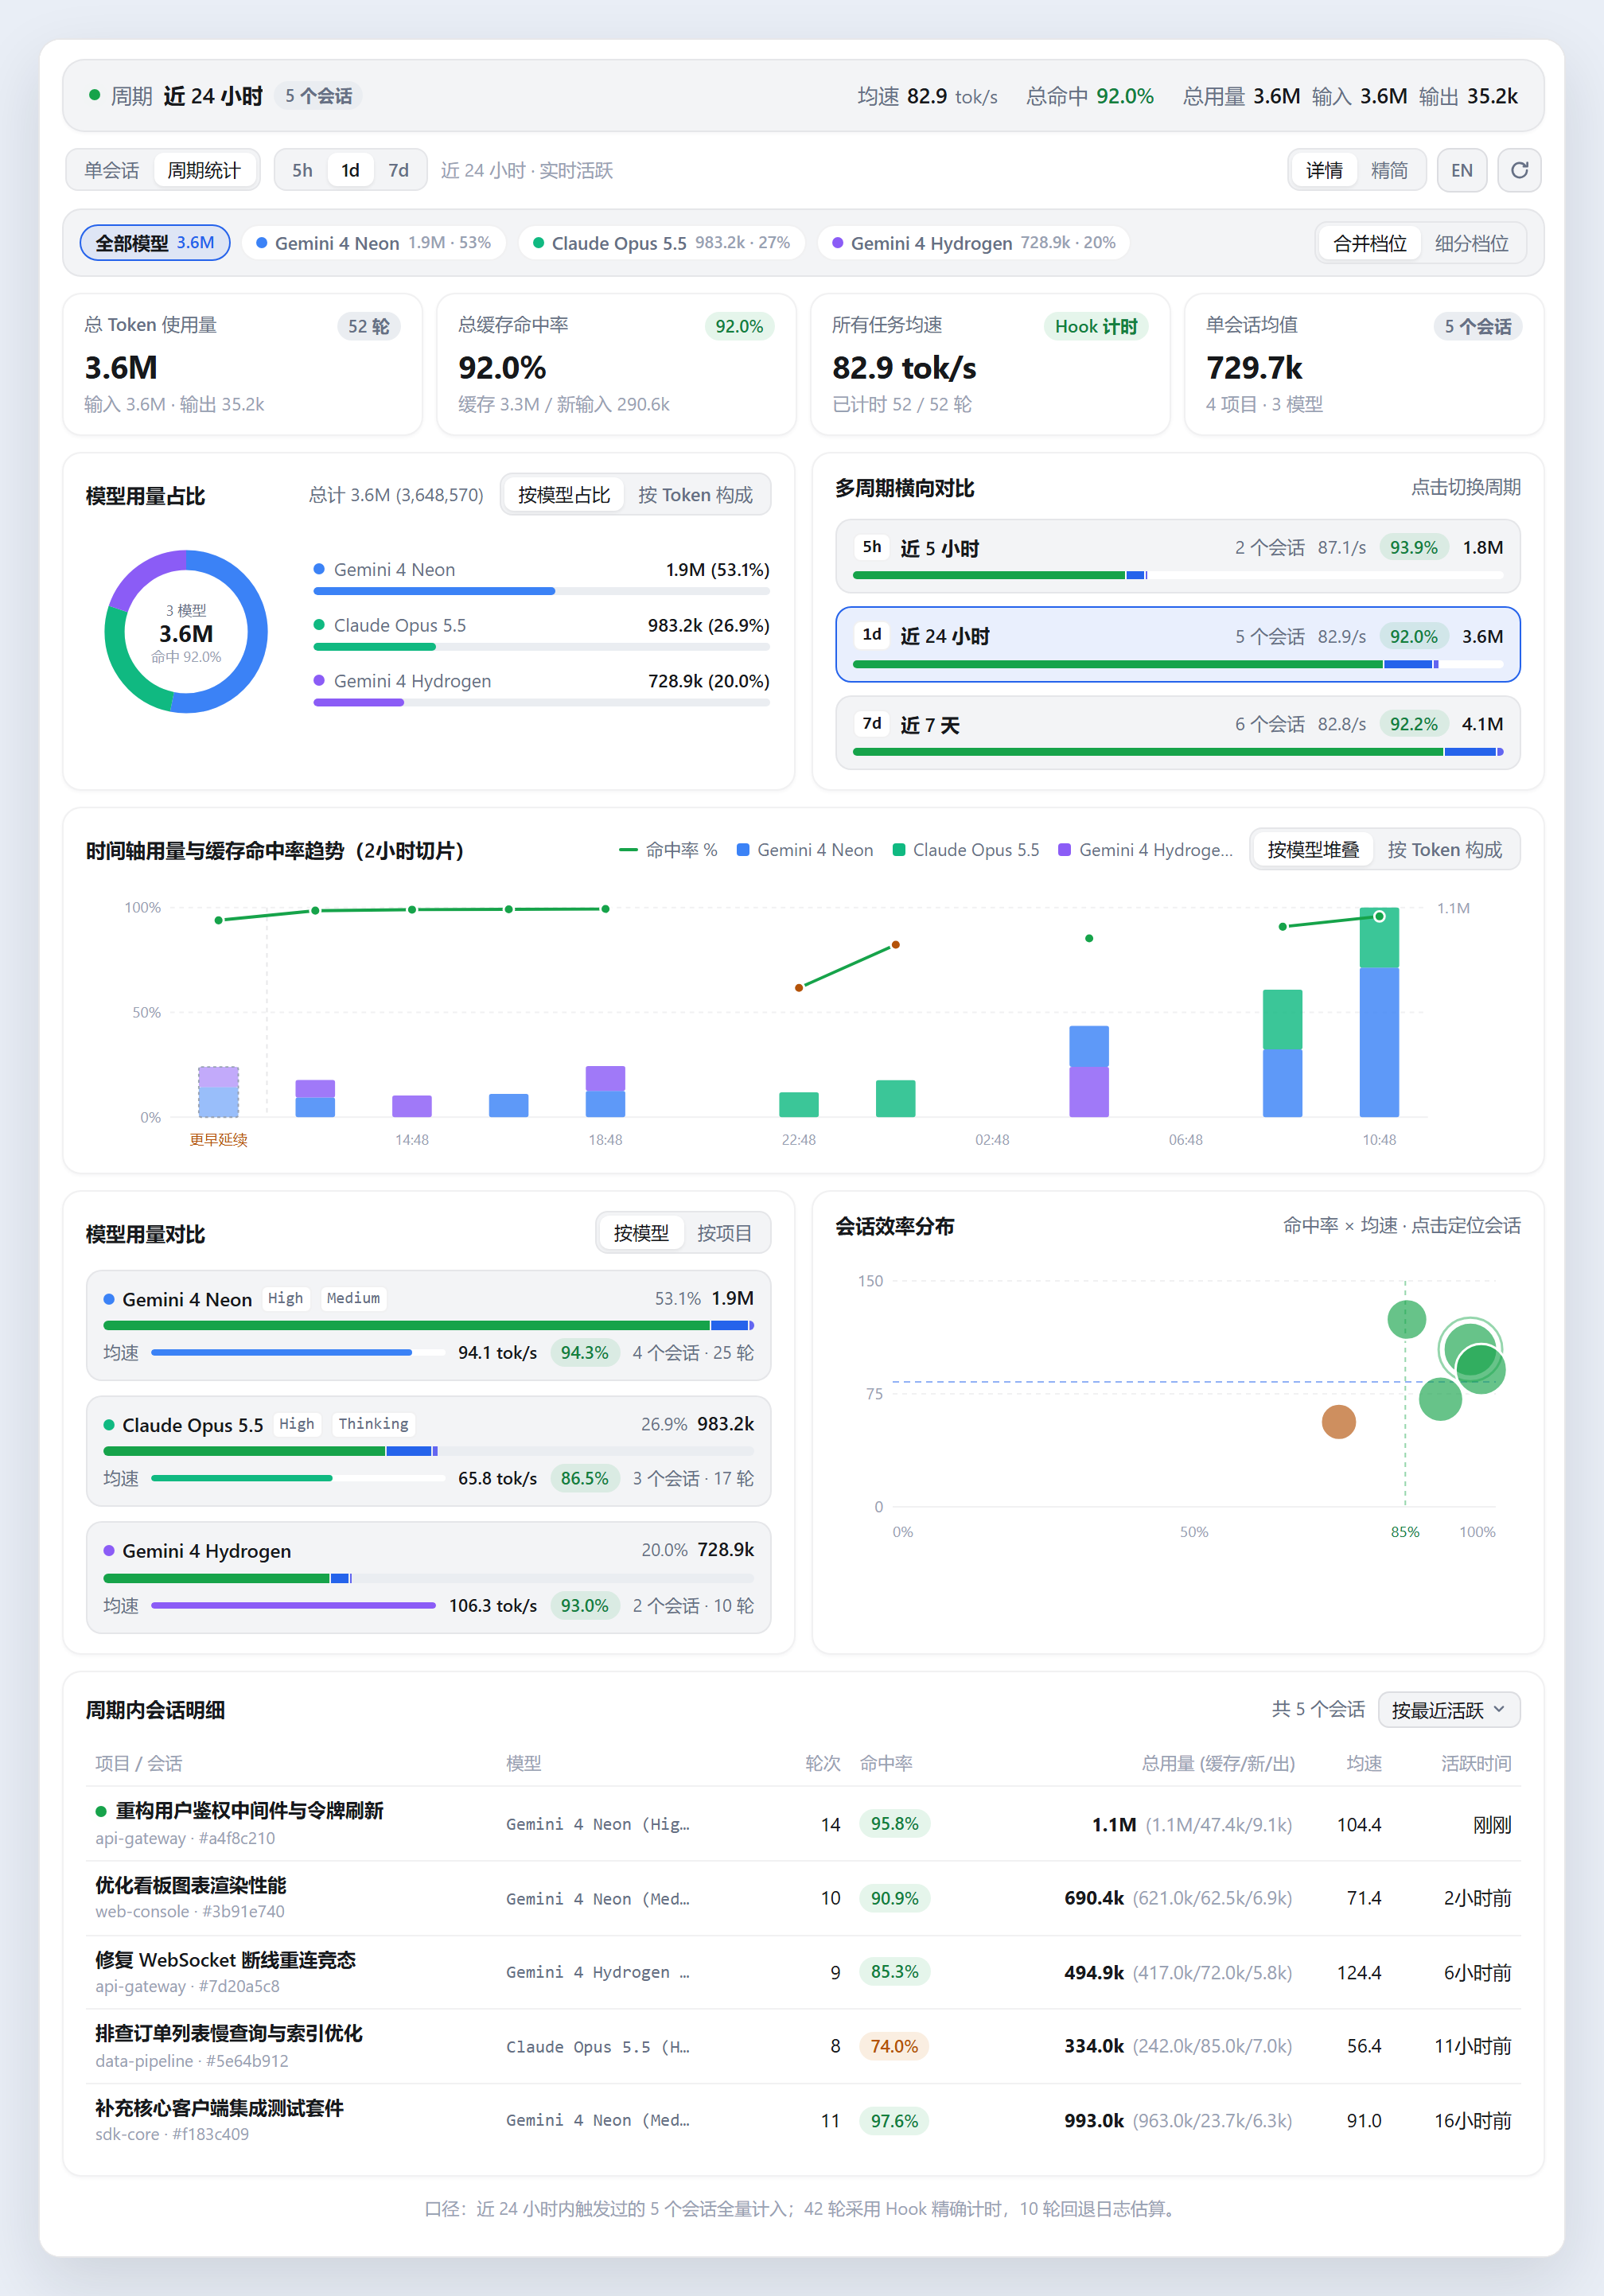 周期 近 24 小时 5 个会话 均速 82.9 tok/s 总命中 92.0% 总用量 3.6M 输入 3.6M 输出 35.2k
单会话 周期统计 5h 1d 7d 近 24 小时 · 实时活跃 详情 精简 EN
全部模型 3.6M Gemini 4 Neon 1.9M · 53% Claude Opus 5.5 983.2k · 27% Gemini 4 Hydrogen 728.9k · 20% 合并档位 细分档位
总 Token 使用量 52 轮
3.6M
输入 3.6M · 输出 35.2k
总缓存命中率 92.0%
92.0%
缓存 3.3M / 新输入 290.6k
所有任务均速 Hook 计时
82.9 tok/s
已计时 52 / 52 轮
单会话均值 5 个会话
729.7k
4 项目 · 3 模型
模型用量占比 总计 3.6M (3,648,570) 按模型占比 按 Token 构成
3 模型
3.6M
命中 92.0%
Gemini 4 Neon 1.9M (53.1%)
Claude Opus 5.5 983.2k (26.9%)
Gemini 4 Hydrogen 728.9k (20.0%)
多周期横向对比 点击切换周期
5h 近 5 小时 2 个会话 87.1/s 93.9% 1.8M
1d 近 24 小时 5 个会话 82.9/s 92.0% 3.6M
7d 近 7 天 6 个会话 82.8/s 92.2% 4.1M
时间轴用量与缓存命中率趋势（2小时切片） 命中率 % Gemini 4 Neon Claude Opus 5.5 Gemini 4 Hydroge... 按模型堆叠 按 Token 构成
100% 1.1M
50%
0%
更早延续 14:48 18:48 22:48 02:48 06:48 10:48
模型用量对比 按模型 按项目
Gemini 4 Neon High Medium 53.1% 1.9M
均速 94.1 tok/s 94.3% 4 个会话 · 25 轮
Claude Opus 5.5 High Thinking 26.9% 983.2k
均速 65.8 tok/s 86.5% 3 个会话 · 17 轮
Gemini 4 Hydrogen 20.0% 728.9k
均速 106.3 tok/s 93.0% 2 个会话 · 10 轮
会话效率分布 命中率 × 均速 · 点击定位会话
150
75
0
0% 50% 85% 100%
周期内会话明细 共 5 个会话 按最近活跃
项目 / 会话 模型 轮次 命中率 总用量 (缓存/新/出) 均速 活跃时间
重构用户鉴权中间件与令牌刷新
api-gateway · #a4f8c210
Gemini 4 Neon (Hig… 14 95.8% 1.1M (1.1M/47.4k/9.1k) 104.4 刚刚
优化看板图表渲染性能
web-console · #3b91e740
Gemini 4 Neon (Med… 10 90.9% 690.4k (621.0k/62.5k/6.9k) 71.4 2小时前
修复 WebSocket 断线重连竞态
api-gateway · #7d20a5c8
Gemini 4 Hydrogen … 9 85.3% 494.9k (417.0k/72.0k/5.8k) 124.4 6小时前
排查订单列表慢查询与索引优化
data-pipeline · #5e64b912
Claude Opus 5.5 (H… 8 74.0% 334.0k (242.0k/85.0k/7.0k) 56.4 11小时前
补充核心客户端集成测试套件
sdk-core · #f183c409
Gemini 4 Neon (Med… 11 97.6% 993.0k (963.0k/23.7k/6.3k) 91.0 16小时前
口径：近 24 小时内触发过的 5 个会话全量计入；42 轮采用 Hook 精确计时，10 轮回退日志估算。